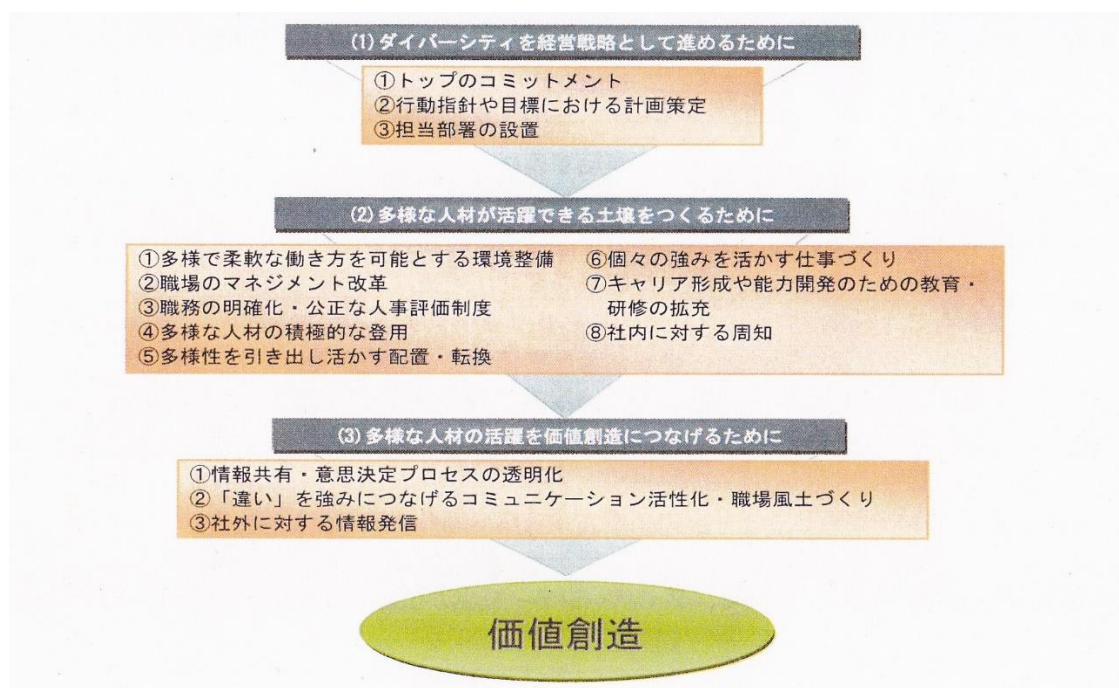 (1)ダイバーシティを経営戦略として進めるために
①トップのコミットメント
②行動指針や目標における計画策定
③担当部署の設置
(2)多様な人材が活躍できる土壌をつくるために
①多様で柔軟な働き方を可能とする環境整備
②職場のマネジメント改革
③職務の明確化・公正な人事評価制度
④多様な人材の積極的な登用
⑤多様性を引き出し活かす配置・転換
⑥個々の強みを活かす仕事づくり
⑦キャリア形成や能力開発のための教育・
研修の拡充
⑧社内に対する周知
(3)多様な人材の活躍を価値創造につなげるために
①情報共有・意思決定プロセスの透明化
②「違い」を強みにつなげるコミュニケーション活性化・職場風土づくり
③社外に対する情報発信
価値創造